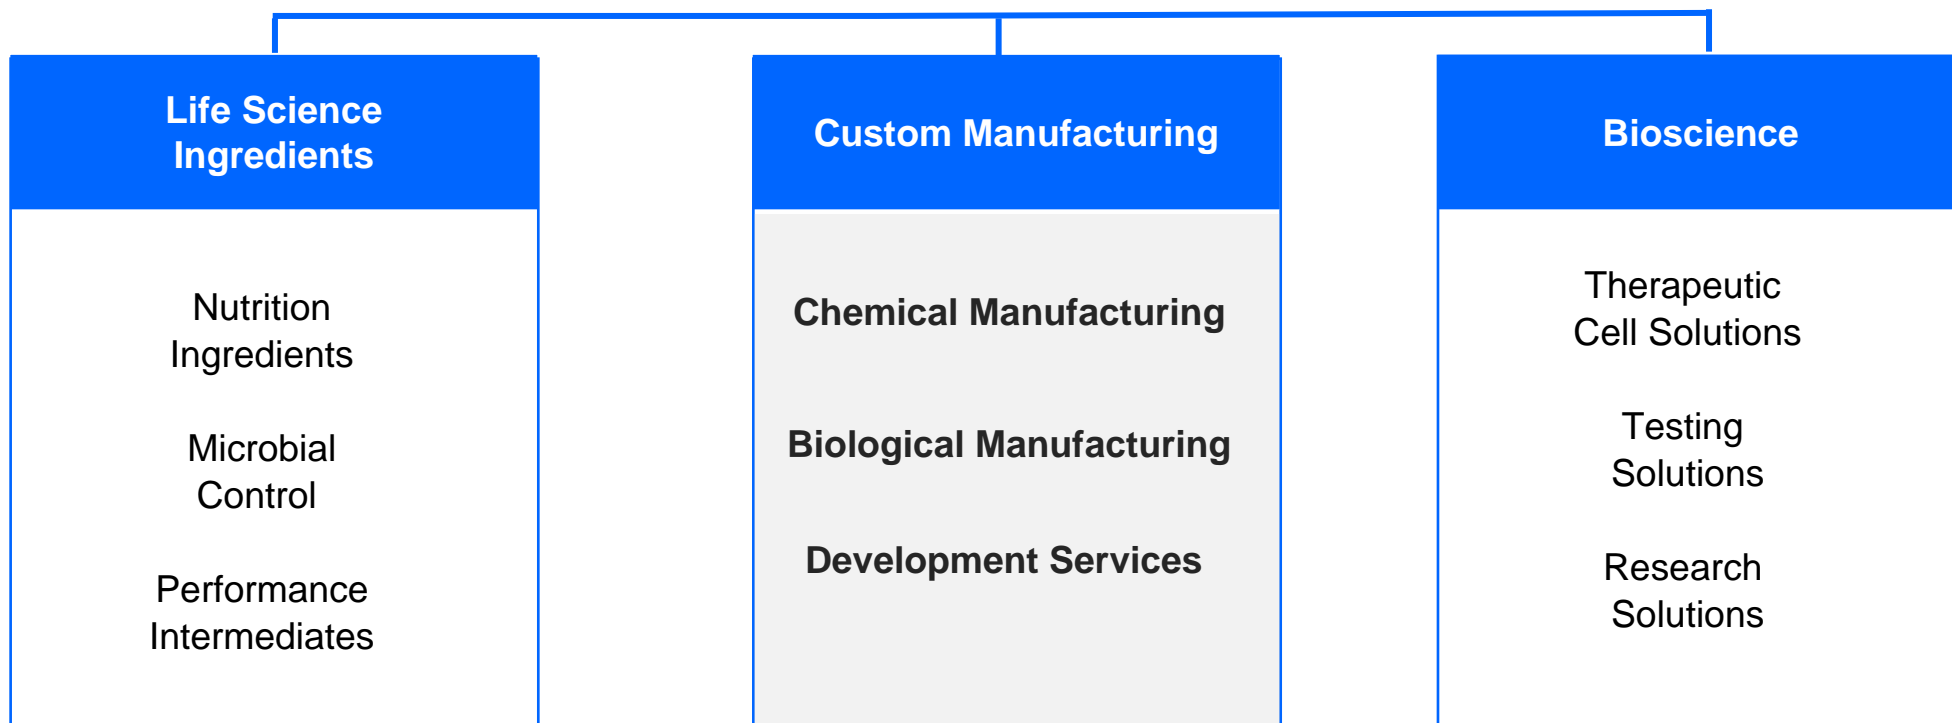 Life Science
Ingredients
Nutrition
Ingredients
Microbial
Control
Performance
Intermediates
Custom Manufacturing
Chemical Manufacturing
Biological Manufacturing
Development Services
Bioscience
Therapeutic
Cell Solutions
Testing
Solutions
Research
Solutions